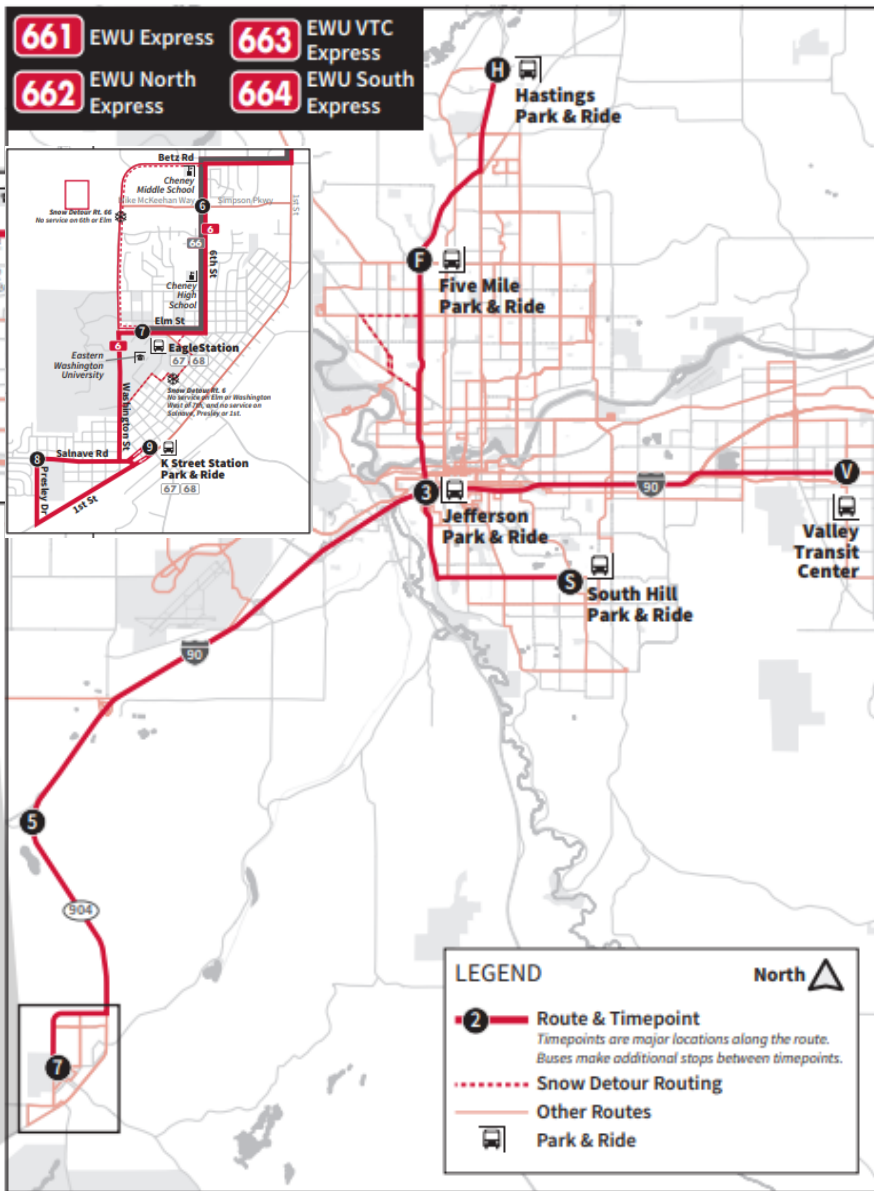 661 EWU Express
663 EWU VTC
Express
662 EWU North
Express
664 EWU South
Express
Betz Rd
Cheney
Middle School
Mike McKeehan Way
Simpson Pkwy
1st St
Snow Detour Rt. 66
No service on 6th or Elm
6
6
66
6th St
Cheney
High
School
Elm St
7
6
Eagle Station
67 68
Eastern
Washington
University
Washington St
Snow Detour Rt. 6
No service on Elm or Washington
West of 7th, and no service on
Salnave, Presley or 1st.
8
Salnave Rd
9
K Street Station
Park & Ride
67 68
Presley Dr
1st St
H
Hastings
Park & Ride
F
Five Mile
Park & Ride
3
Jefferson
Park & Ride
90
V
Valley
Transit
Center
S
South Hill
Park & Ride
90
5
904
7
LEGEND
North
2
Route & Timepoint
Timepoints are major locations along the route.
Buses make additional stops between timepoints.
Snow Detour Routing
Other Routes
Park & Ride